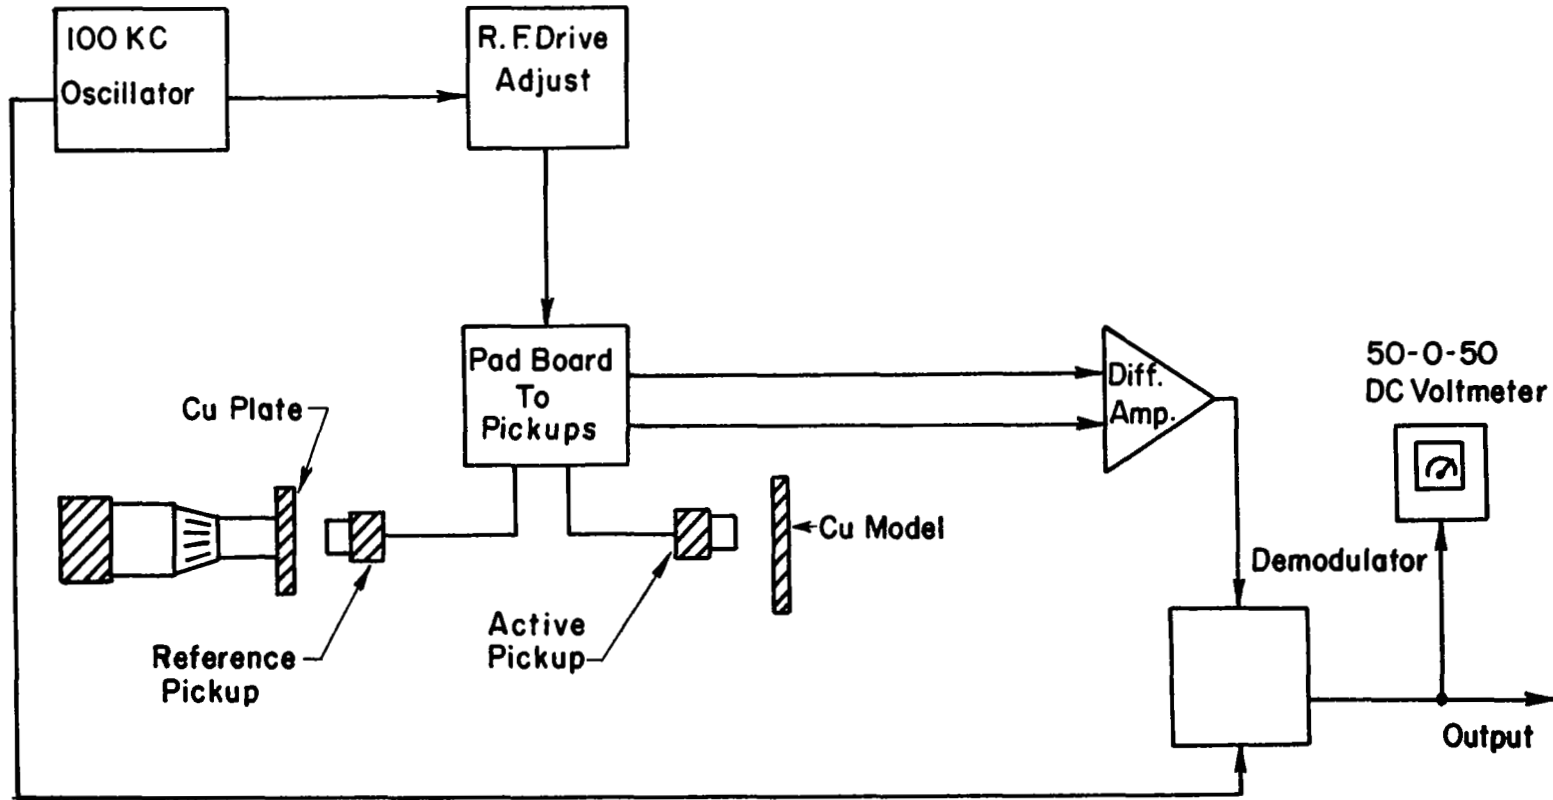 100 KC
Oscillator
R.F. Drive
Adjust
Pad Board
To
Pickups
Diff.
Amp.
50-0-50
DC Voltmeter
Cu Plate
Cu Model
Demodulator
Active
Pickup
Reference
Pickup
Output